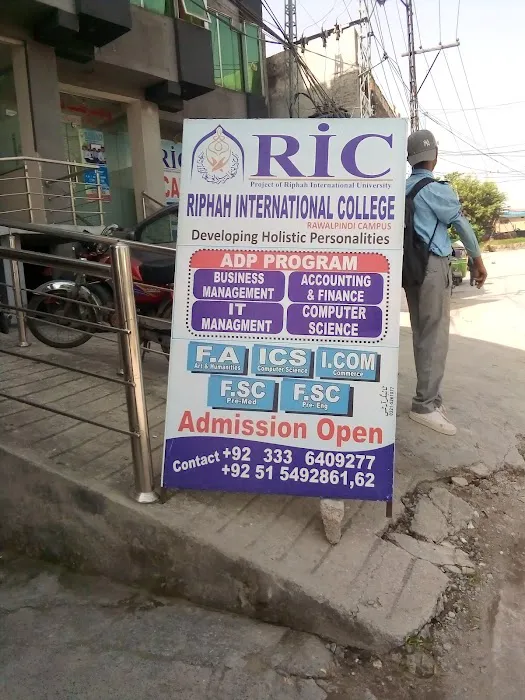 RIC
Project of Riphah International University
RIPHAH INTERNATIONAL COLLEGE
RAWALPINDI CAMPUS
Developing Holistic Personalities
ADP PROGRAM
BUSINESS
MANAGEMENT
ACCOUNTING
& FINANCE
IT
MANAGMENT
COMPUTER
SCIENCE
F.A
Art & Humanities
ICS
Computer Science
I.COM
Commerce
F.SC
Pre-Med
F.SC
Pre-Eng
Admission Open
Contact +92 333 6409277
+92 51 5492861,62